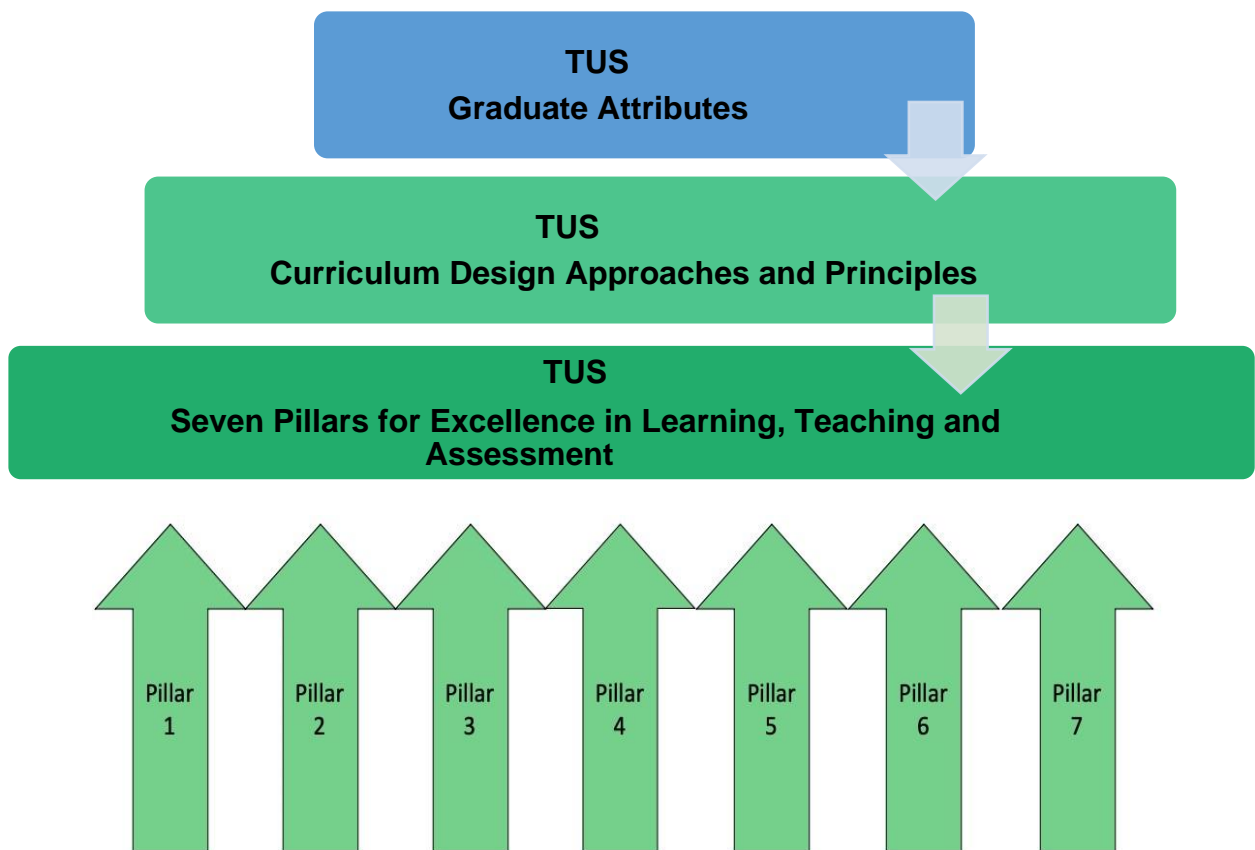 TUS
Graduate Attributes
TUS
Curriculum Design Approaches and Principles
TUS
Seven Pillars for Excellence in Learning, Teaching and
Assessment
Pillar
1
Pillar
2
Pillar
3
Pillar
4
Pillar
5
Pillar
6
Pillar
7